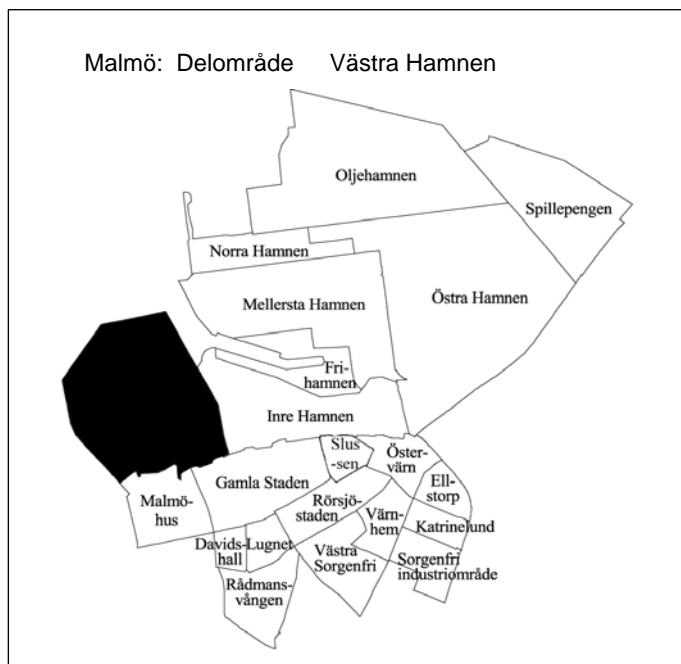 Malmö: Delområde Västra Hamnen
Oljehamnen
Spillepengen
Norra Hamnen
Mellersta Hamnen
Östra Hamnen
Fri-
hamnen
Inre Hamnen
Slus
-sen
Öster-
värn
Gamla Staden
Ell-
storp
Malmö-
hus
Rörsjö-
staden
Värn-
hem
Katrinelund
Davids-
hall
Lugnet
Västra
Sorgenfri
Sorgenfri
industriområde
Rådmans-
vången